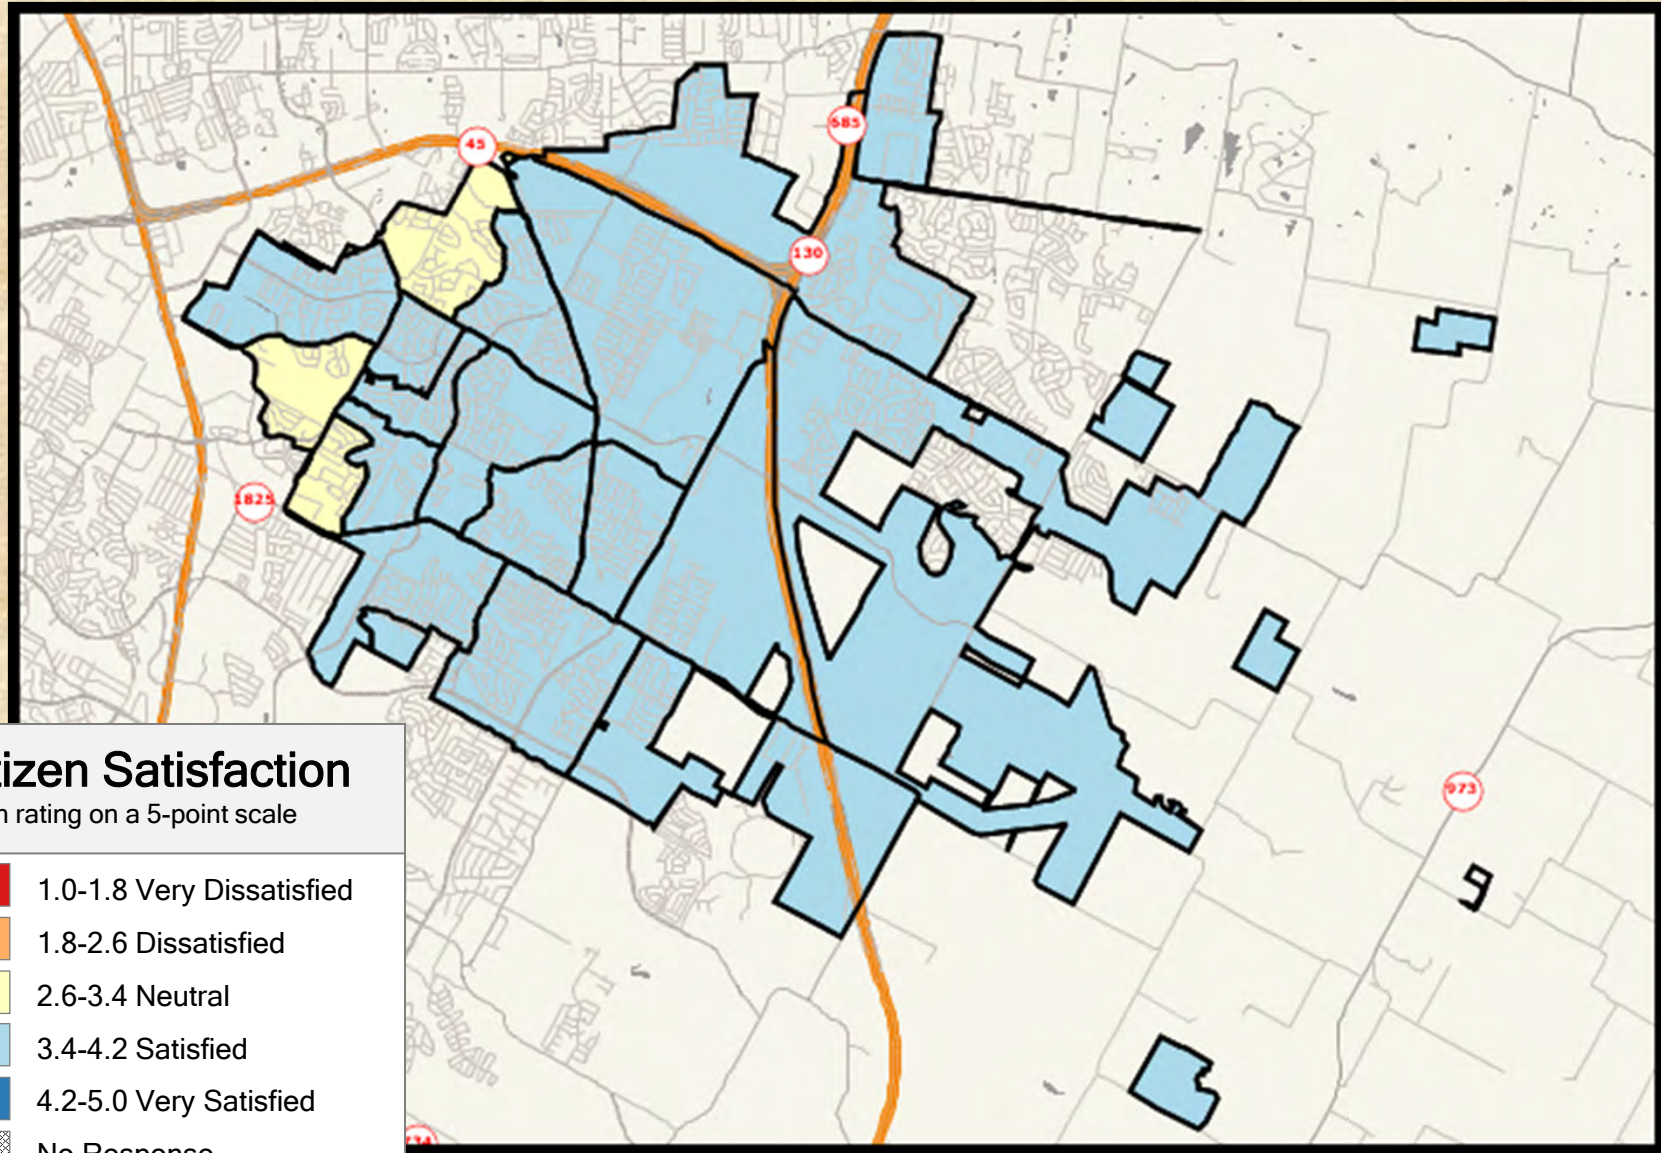 685
45
130
1825
Satisfaction
rating on a 5-point scale
973
1.0-1.8 Very Dissatisfied
1.8-2.6 Dissatisfied
2.6-3.4 Neutral
3.4-4.2 Satisfied
4.2-5.0 Very Satisfied
No Response